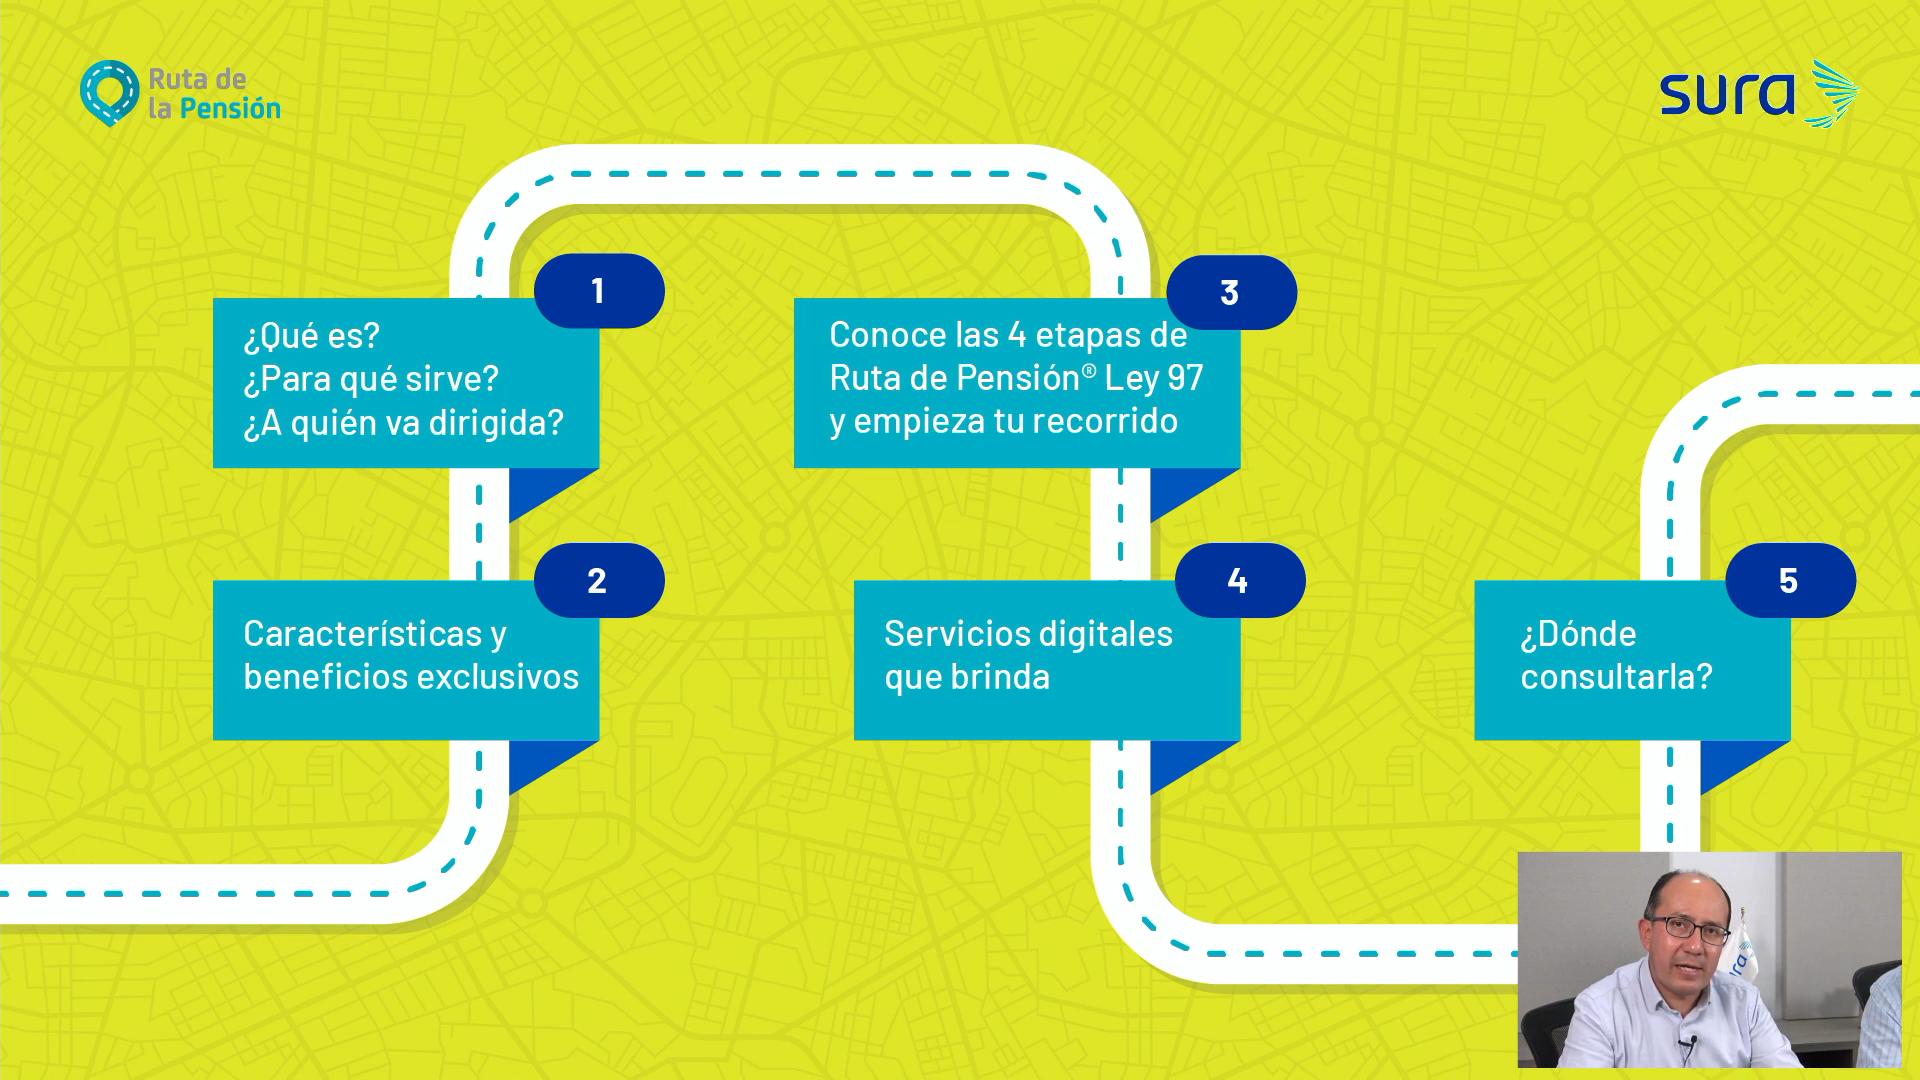 Ruta de
la Pensión
sura
1
¿Qué es?
¿Para qué sirve?
¿A quién va dirigida?
2
Características y
beneficios exclusivos
3
Conoce las 4 etapas de
Ruta de Pensión® Ley 97
y empieza tu recorrido
4
Servicios digitales
que brinda
5
¿Dónde
consultarla?